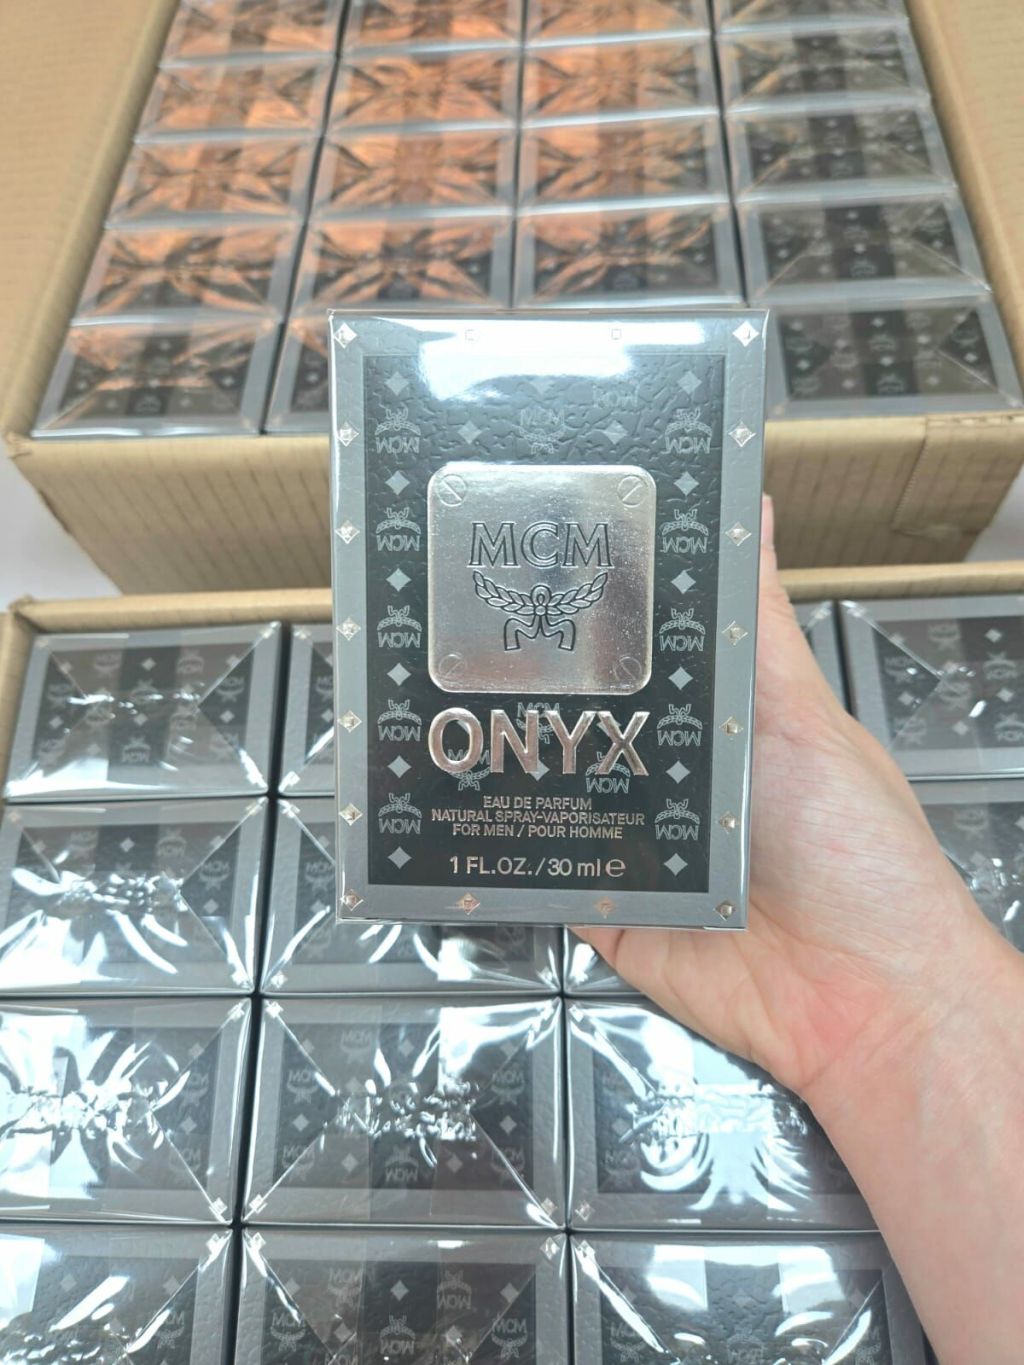 MCM
ONYX
EAU DE PARFUM
NATURAL SPRAY-VAPORISATEUR
FOR MEN / POUR HOMME
1 FL.OZ./30 ml ℮